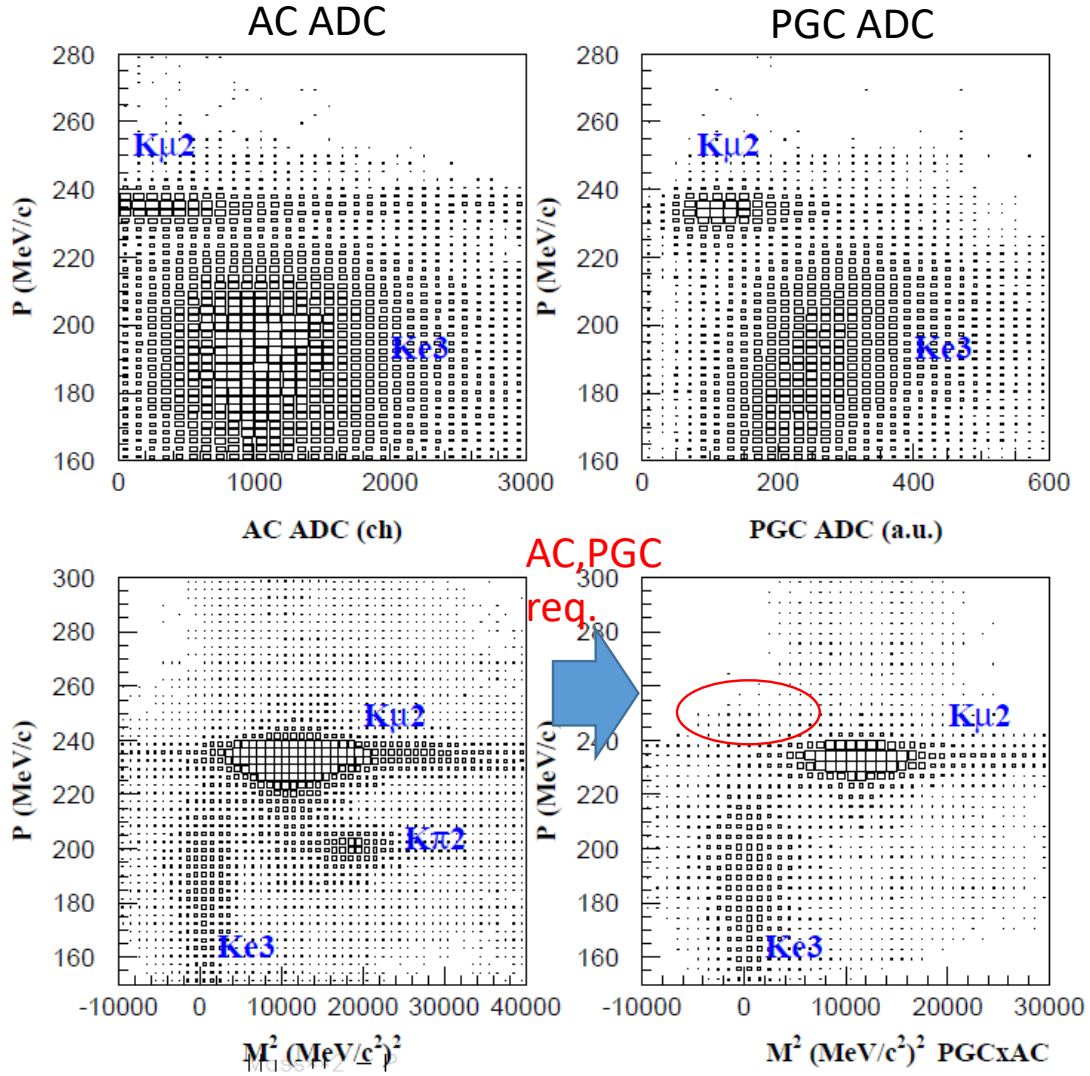 AC ADC
PGC ADC
280
260
240
220
200
180
160
P (MeV/c)
Kμ2
Ke3
0
1000
2000
3000
AC ADC (ch)
280
260
240
220
200
180
160
P (MeV/c)
Kμ2
Ke3
0
200
400
600
PGC ADC (a.u.)
AC,PGC
req.
300
280
260
240
220
200
180
160
P (MeV/c)
Kμ2
Kπ2
Ke3
-10000
0
10000
20000
30000
40000
M² (MeV/c²)²
300
280
260
240
220
200
180
160
P (MeV/c)
Kμ2
Ke3
-10000
0
10000
20000
30000
M² (MeV/c²)² PGCxAC